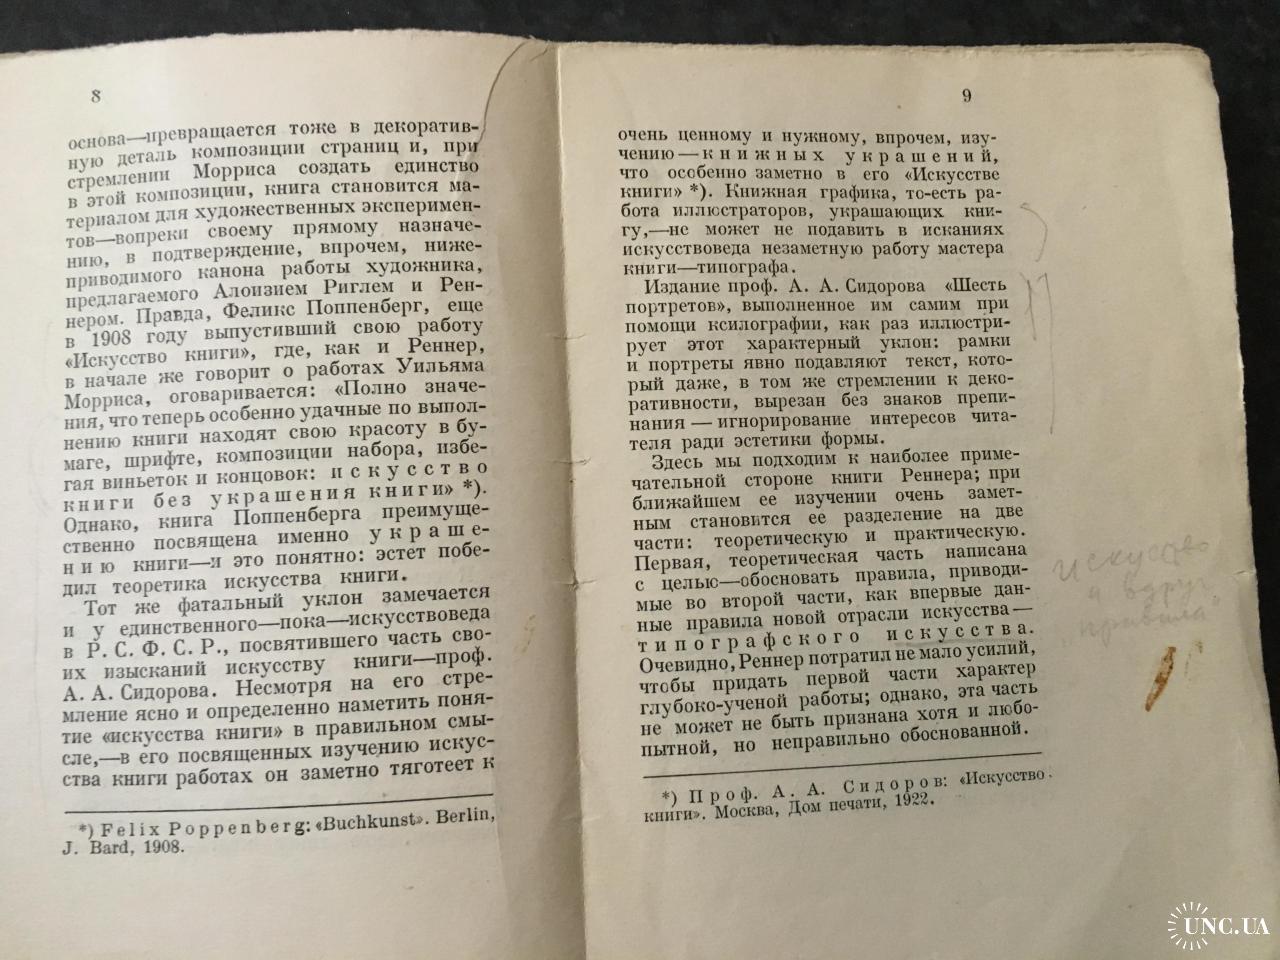 8
основа—превращается тоже в декоратив-
ную деталь композиции страниц и, при
стремлении Морриса создать единство
в этой композиции, книга становится ма-
териалом для художественных эксперимен-
тов—вопреки своему прямому назначе-
нию, в подтверждение, впрочем, ниже-
приводимого канона работы художника,
предлагаемого Алоизием Риглем и Рен-
нером. Правда, Феликс Поппенберг, еще
в 1908 году выпустивший свою работу
«Искусство книги», где, как и Реннер,
в начале же говорит о работах Уильяма
Морриса, оговаривается: «Полно значе-
ния, что теперь особенно удачные по выпол-
нению книги находят свою красоту в бу-
маге, шрифте, композиции набора, избе-
гая виньеток и концовок: искусство
книги без украшения книги» *).
Однако, книга Поппенберга преимуще-
ственно посвящена именно украше-
нию книги—и это понятно: эстет побе-
дил теоретика искусства книги.
Тот же фатальный уклон замечается
и у единственного—пока—искусствоведа
в Р. С. Ф. С. Р., посвятившего часть сво-
их изысканий искусству книги—проф.
А. А. Сидорова. Несмотря на его стре-
мление ясно и определенно наметить поня-
тие «искусства книги» в правильном смы-
сле,—в его посвященных изучению искус-
ства книги работах он заметно тяготеет к
*) Felix Poppenberg: «Buchkunst». Berlin,
J. Bard, 1908.
9
очень ценному и нужному, впрочем, изу-
чению—книжных украшений,
что особенно заметно в его «Искусстве
книги» *). Книжная графика, то-есть ра-
бота иллюстраторов, украшающих кни-
гу,—не может не подавить в исканиях
искусствоведа незаметную работу мастера
книги—типографа.
Издание проф. А. А. Сидорова «Шесть
портретов», выполненное им самим при
помощи ксилографии, как раз иллюстри-
рует этот характерный уклон: рамки
и портреты явно подавляют текст, кото-
рый даже, в том же стремлении к деко-
ративности, вырезан без знаков препи-
нания — игнорирование интересов чита-
теля ради эстетики формы.
Здесь мы подходим к наиболее приме-
чательной стороне книги Реннера; при
ближайшем ее изучении очень замет-
ным становится ее разделение на две
части: теоретическую и практическую.
Первая, теоретическая часть написана
с целью—обосновать правила, приводи-
мые во второй части, как впервые дан-
ные правила новой отрасли искусства—
типографского искусства.
Очевидно, Реннер потратил не мало усилий,
чтобы придать первой части характер
глубоко-ученой работы; однако, эта часть
не может не быть признана хотя и любо-
пытной, но неправильно обоснованной.
*) Проф. А. А. Сидоров: «Искусство
книги». Москва, Дом печати, 1922.
искусство
и вдруг
правила
UNC.UA